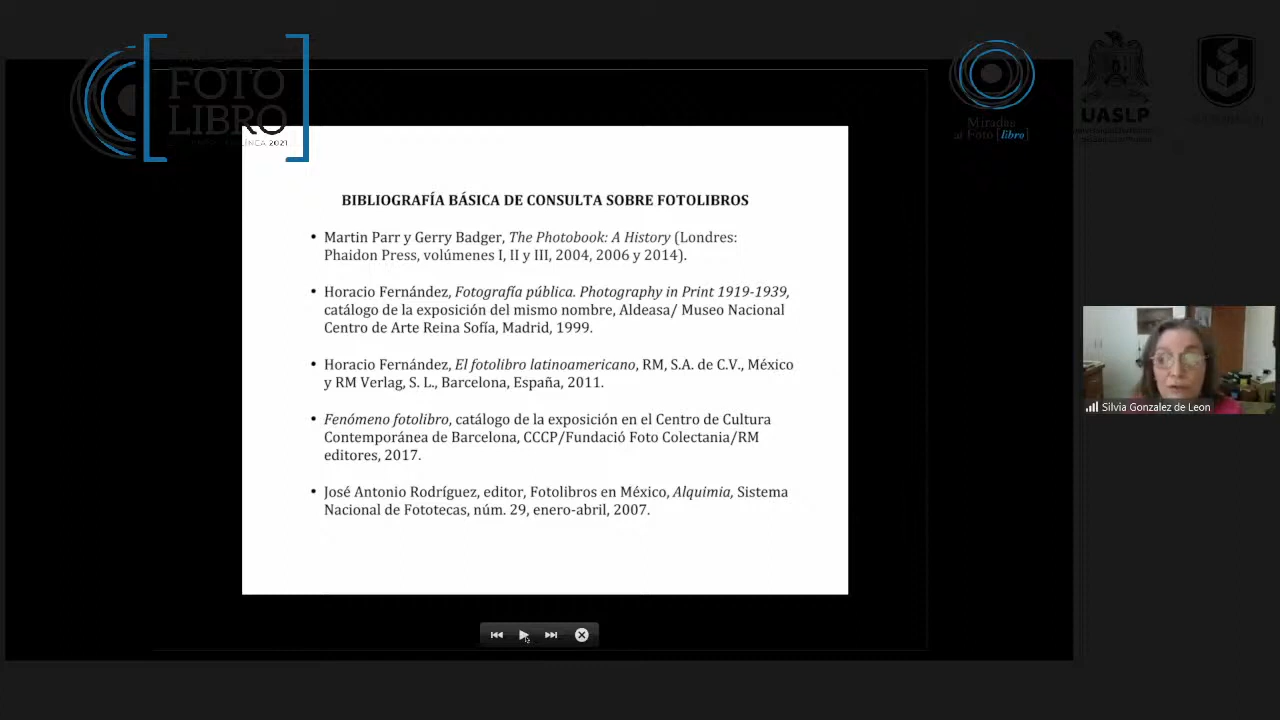 FOTO
LIBRO
2021
Miradas
al Foto [libro]
UASLP
BIBLIOGRAFÍA BÁSICA DE CONSULTA SOBRE FOTOLIBROS
• Martin Parr y Gerry Badger, The Photobook: A History (Londres:
Phaidon Press, volúmenes I, II y III, 2004, 2006 y 2014).
• Horacio Fernández, Fotografía pública. Photography in Print 1919-1939,
catálogo de la exposición del mismo nombre, Aldeasa/ Museo Nacional
Centro de Arte Reina Sofía, Madrid, 1999.
• Horacio Fernández, El fotolibro latinoamericano, RM, S.A. de C.V., México
y RM Verlag, S. L., Barcelona, España, 2011.
• Fenómeno fotolibro, catálogo de la exposición en el Centro de Cultura
Contemporánea de Barcelona, CCCP/Fundació Foto Colectania/RM
editores, 2017.
• José Antonio Rodríguez, editor, Fotolibros en México, Alquimia, Sistema
Nacional de Fototecas, núm. 29, enero-abril, 2007.
Silvia Gonzalez de Leon